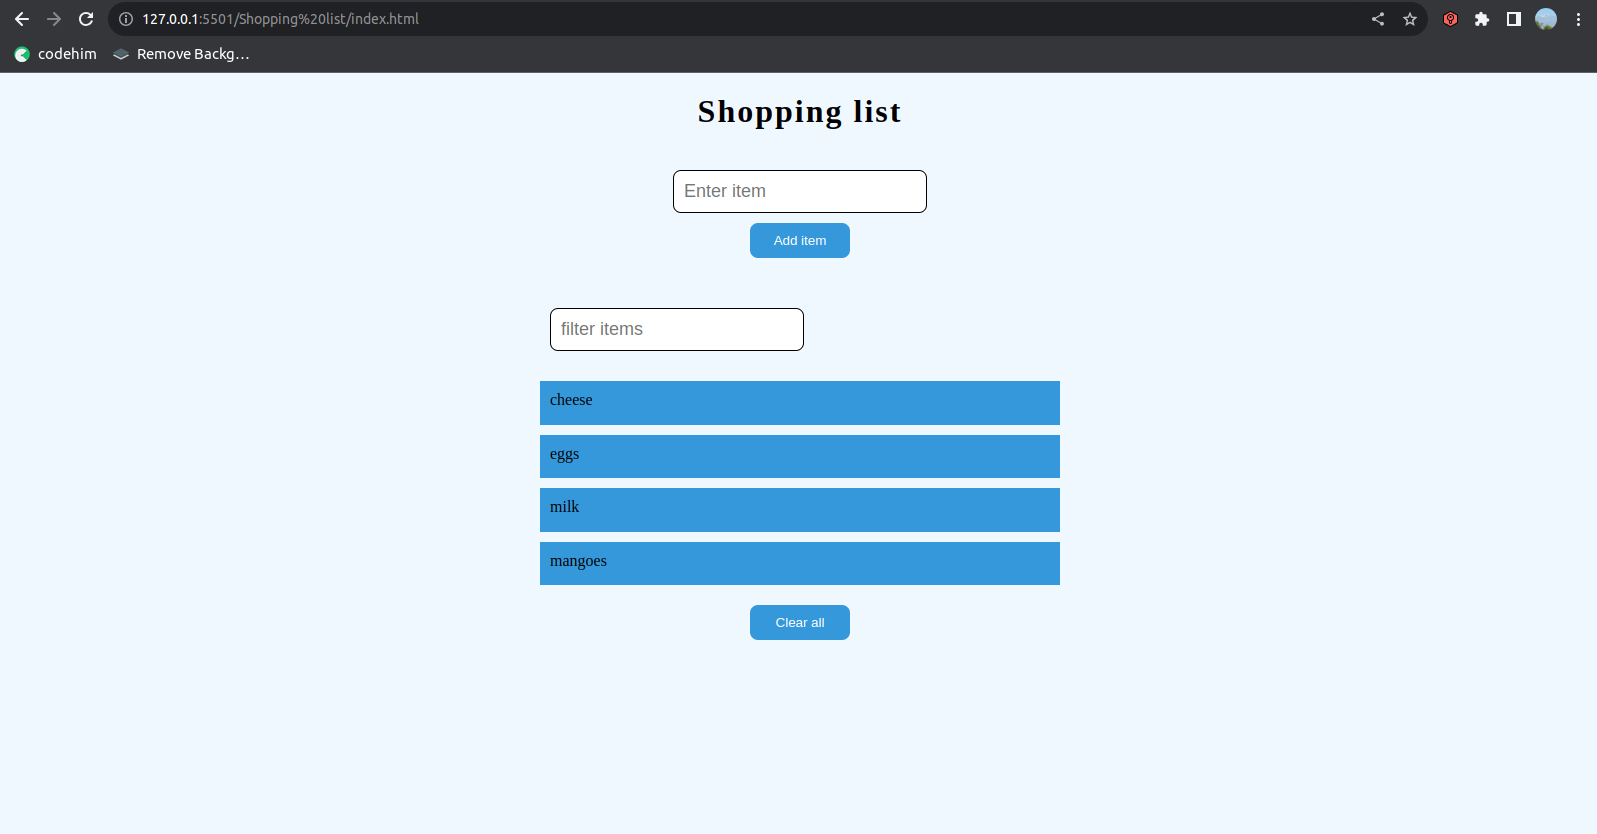 127.0.0.1:5501/Shopping%20list/index.html
codehim Remove Backg…
Shopping list
Enter item
Add item
filter items
cheese
eggs
milk
mangoes
Clear all